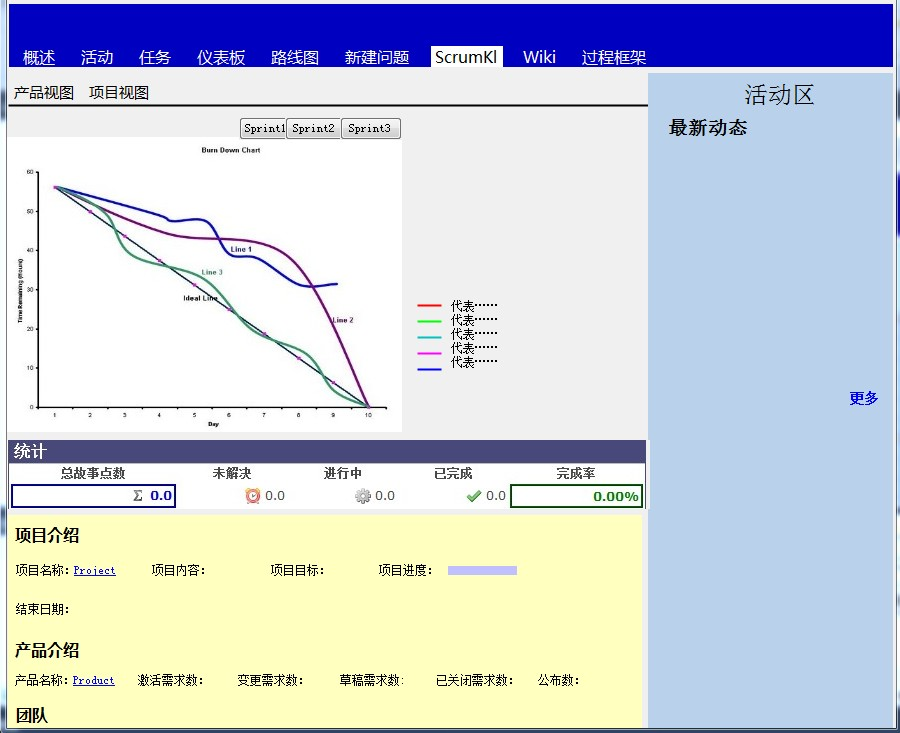 概述 活动 任务 仪表板 路线图 新建问题 ScrumKl Wiki 过程框架
产品视图 项目视图
活动区
最新动态
Sprint1 Sprint2 Sprint3
Burn Down Chart
60
50
40
30
20
10
0
Time Remaining (Hours)
Line 1
Line 3
Ideal Line
Line 2
1 2 3 4 5 6 7 8 9 10
Day
代表······
代表······
代表······
代表······
代表······
更多
统计
总故事点数 未解决 进行中 已完成 完成率
Σ 0.0 0.0 0.0 0.0 0.00%
项目介绍
项目名称: Project 项目内容: 项目目标: 项目进度:
结束日期:
产品介绍
产品名称: Product 激活需求数: 变更需求数: 草稿需求数: 已关闭需求数: 公布数:
团队